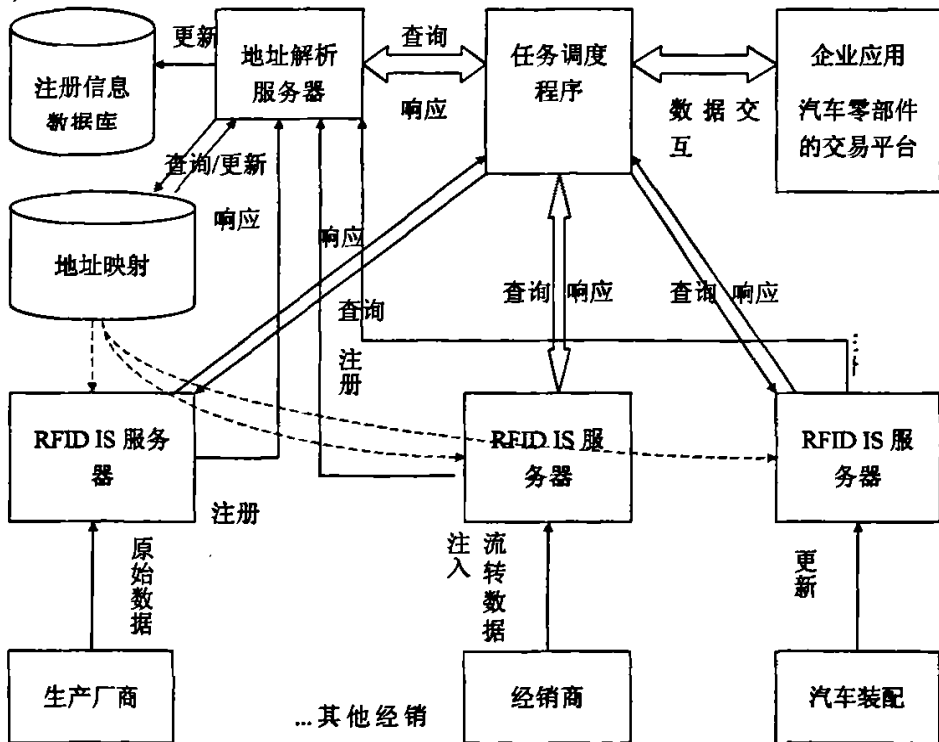 更新
注册信息
数据库
地址解析
服务器
查询
响应
任务调度
程序
数据交
互
企业应用
汽车零部件
的交易平台
查询/更新
响应
地址映射
响应
查询
注
册
查询
响应
查询
响应
RFID IS 服务
器
注册
RFID IS 服
务器
RFID IS 服
务器
原
始
数
据
注
入
流
转
数
据
更
新
生产厂商
...其他经销
经销商
汽车装配